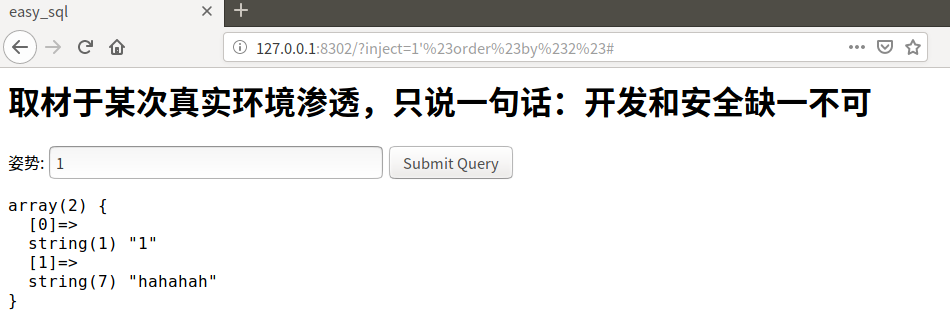 easy_sql
127.0.0.1:8302/?inject=1'%23order%23by%232%23#
取材于某次真实环境渗透，只说一句话：开发和安全缺一不可
姿势: 1 Submit Query
array(2) {
  [0]=>
  string(1) "1"
  [1]=>
  string(7) "hahahah"
}